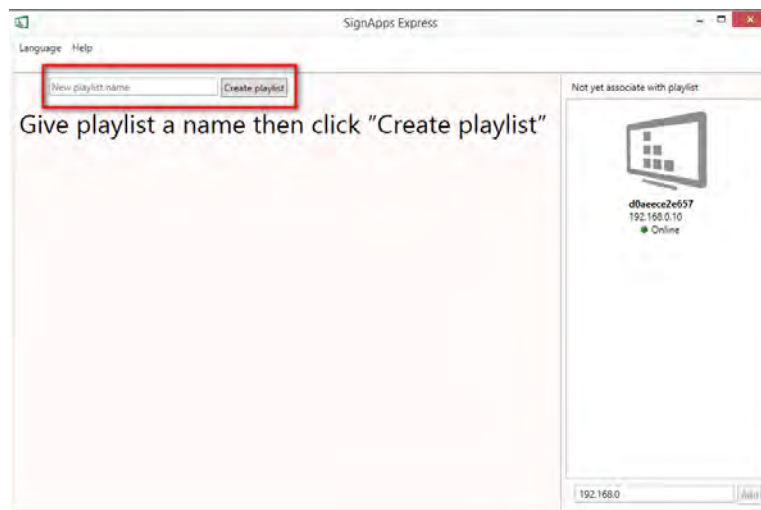 SignApps Express
Language Help
New playlist name Create playlist
Not yet associate with playlist
Give playlist a name then click "Create playlist"
d0aeece2e657
192.168.0.10
Online
192.168.0 Add